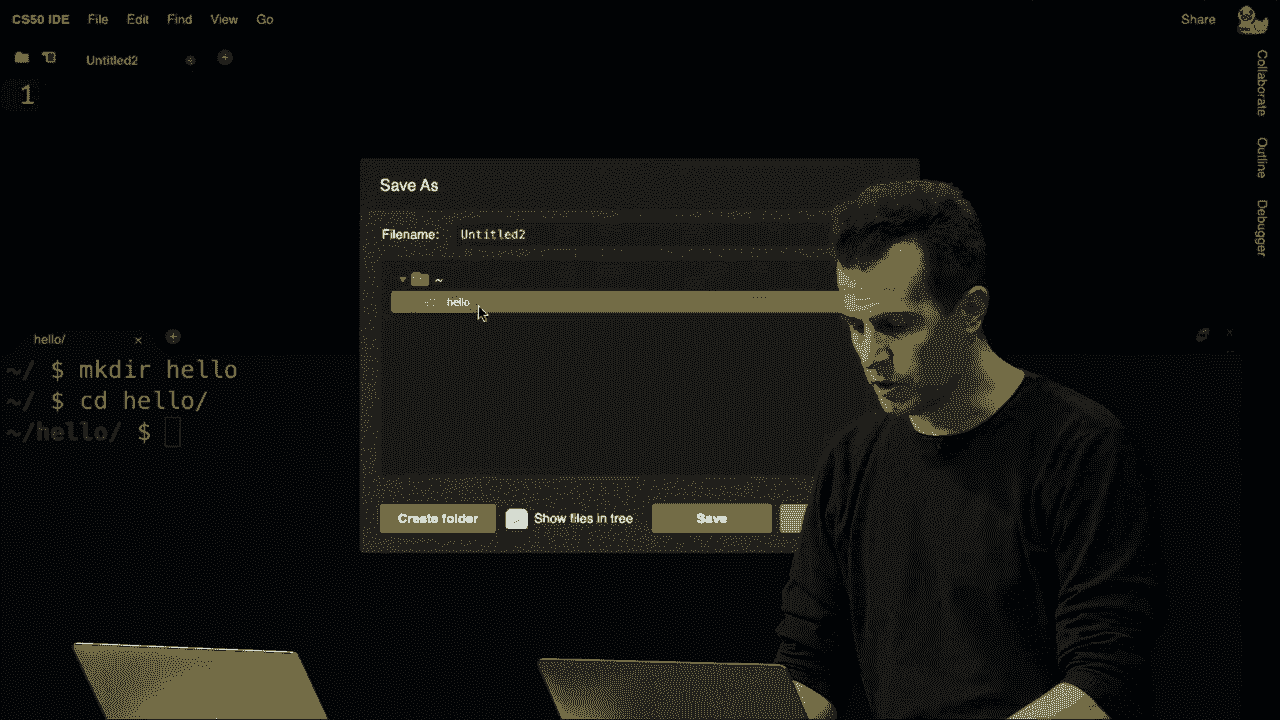 CS50 IDE File Edit Find View Go Share
Untitled2
1
Collaborate
Outline
Debugger
Save As
Filename: Untitled2
~
hello
Create folder Show files in tree Save
hello/
~/ $ mkdir hello
~/ $ cd hello/
~/hello/ $